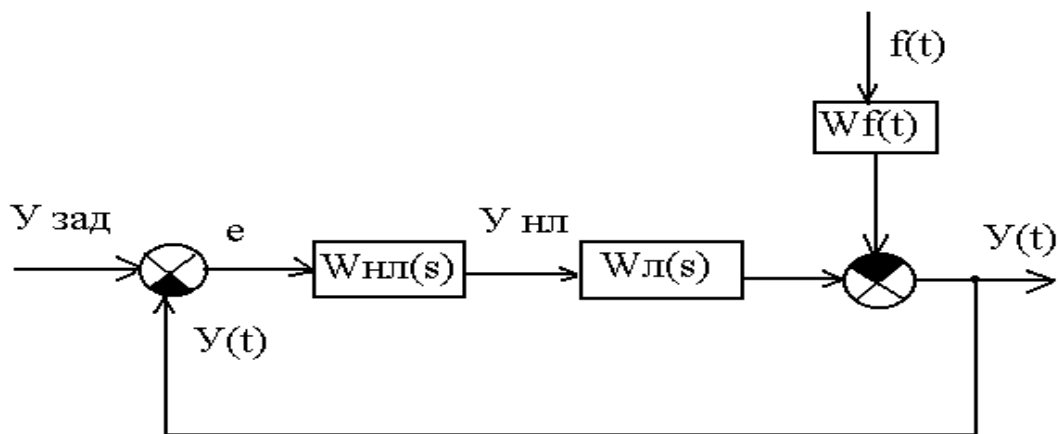 f(t)
Wf(t)
У зад
е
У нл
У(t)
Wнл(s)
Wл(s)
У(t)